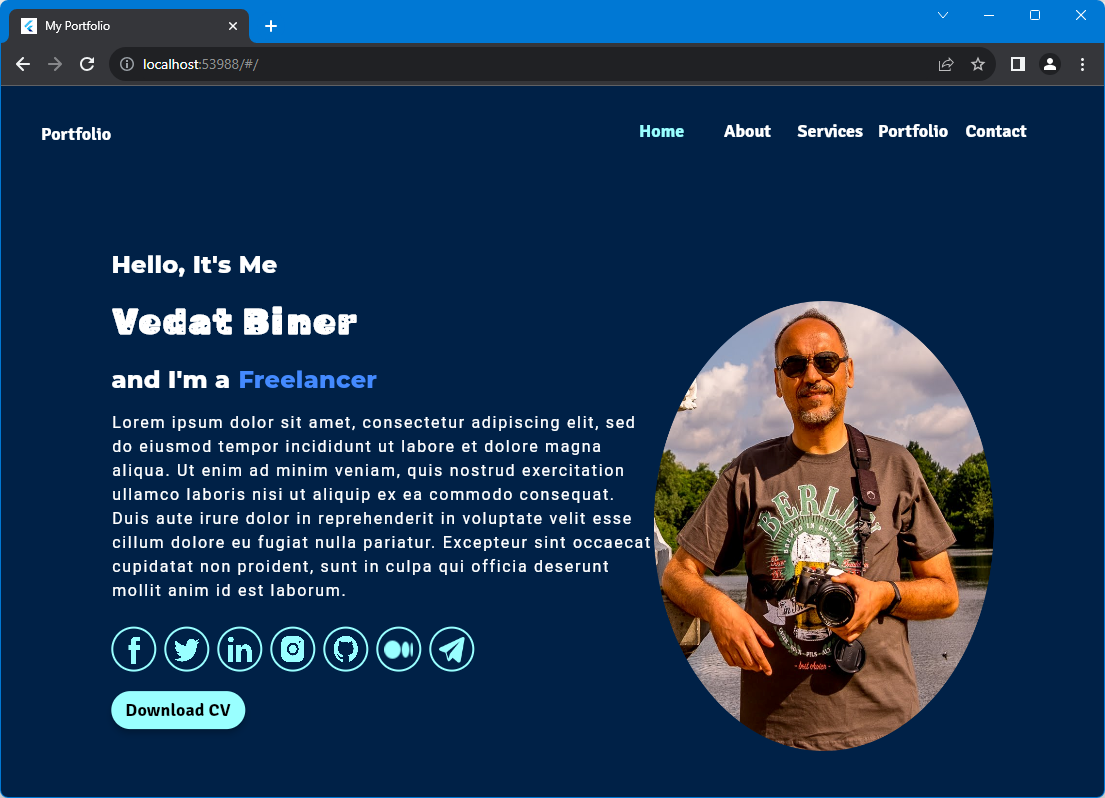 My Portfolio
localhost:53988/#/
Portfolio
Home About Services Portfolio Contact
Hello, It's Me
Vedat Biner
and I'm a Freelancer
Lorem ipsum dolor sit amet, consectetur adipiscing elit, sed
do eiusmod tempor incididunt ut labore et dolore magna
aliqua. Ut enim ad minim veniam, quis nostrud exercitation
ullamco laboris nisi ut aliquip ex ea commodo consequat.
Duis aute irure dolor in reprehenderit in voluptate velit esse
cillum dolore eu fugiat nulla pariatur. Excepteur sint occaecat
cupidatat non proident, sunt in culpa qui officia deserunt
mollit anim id est laborum.
Download CV